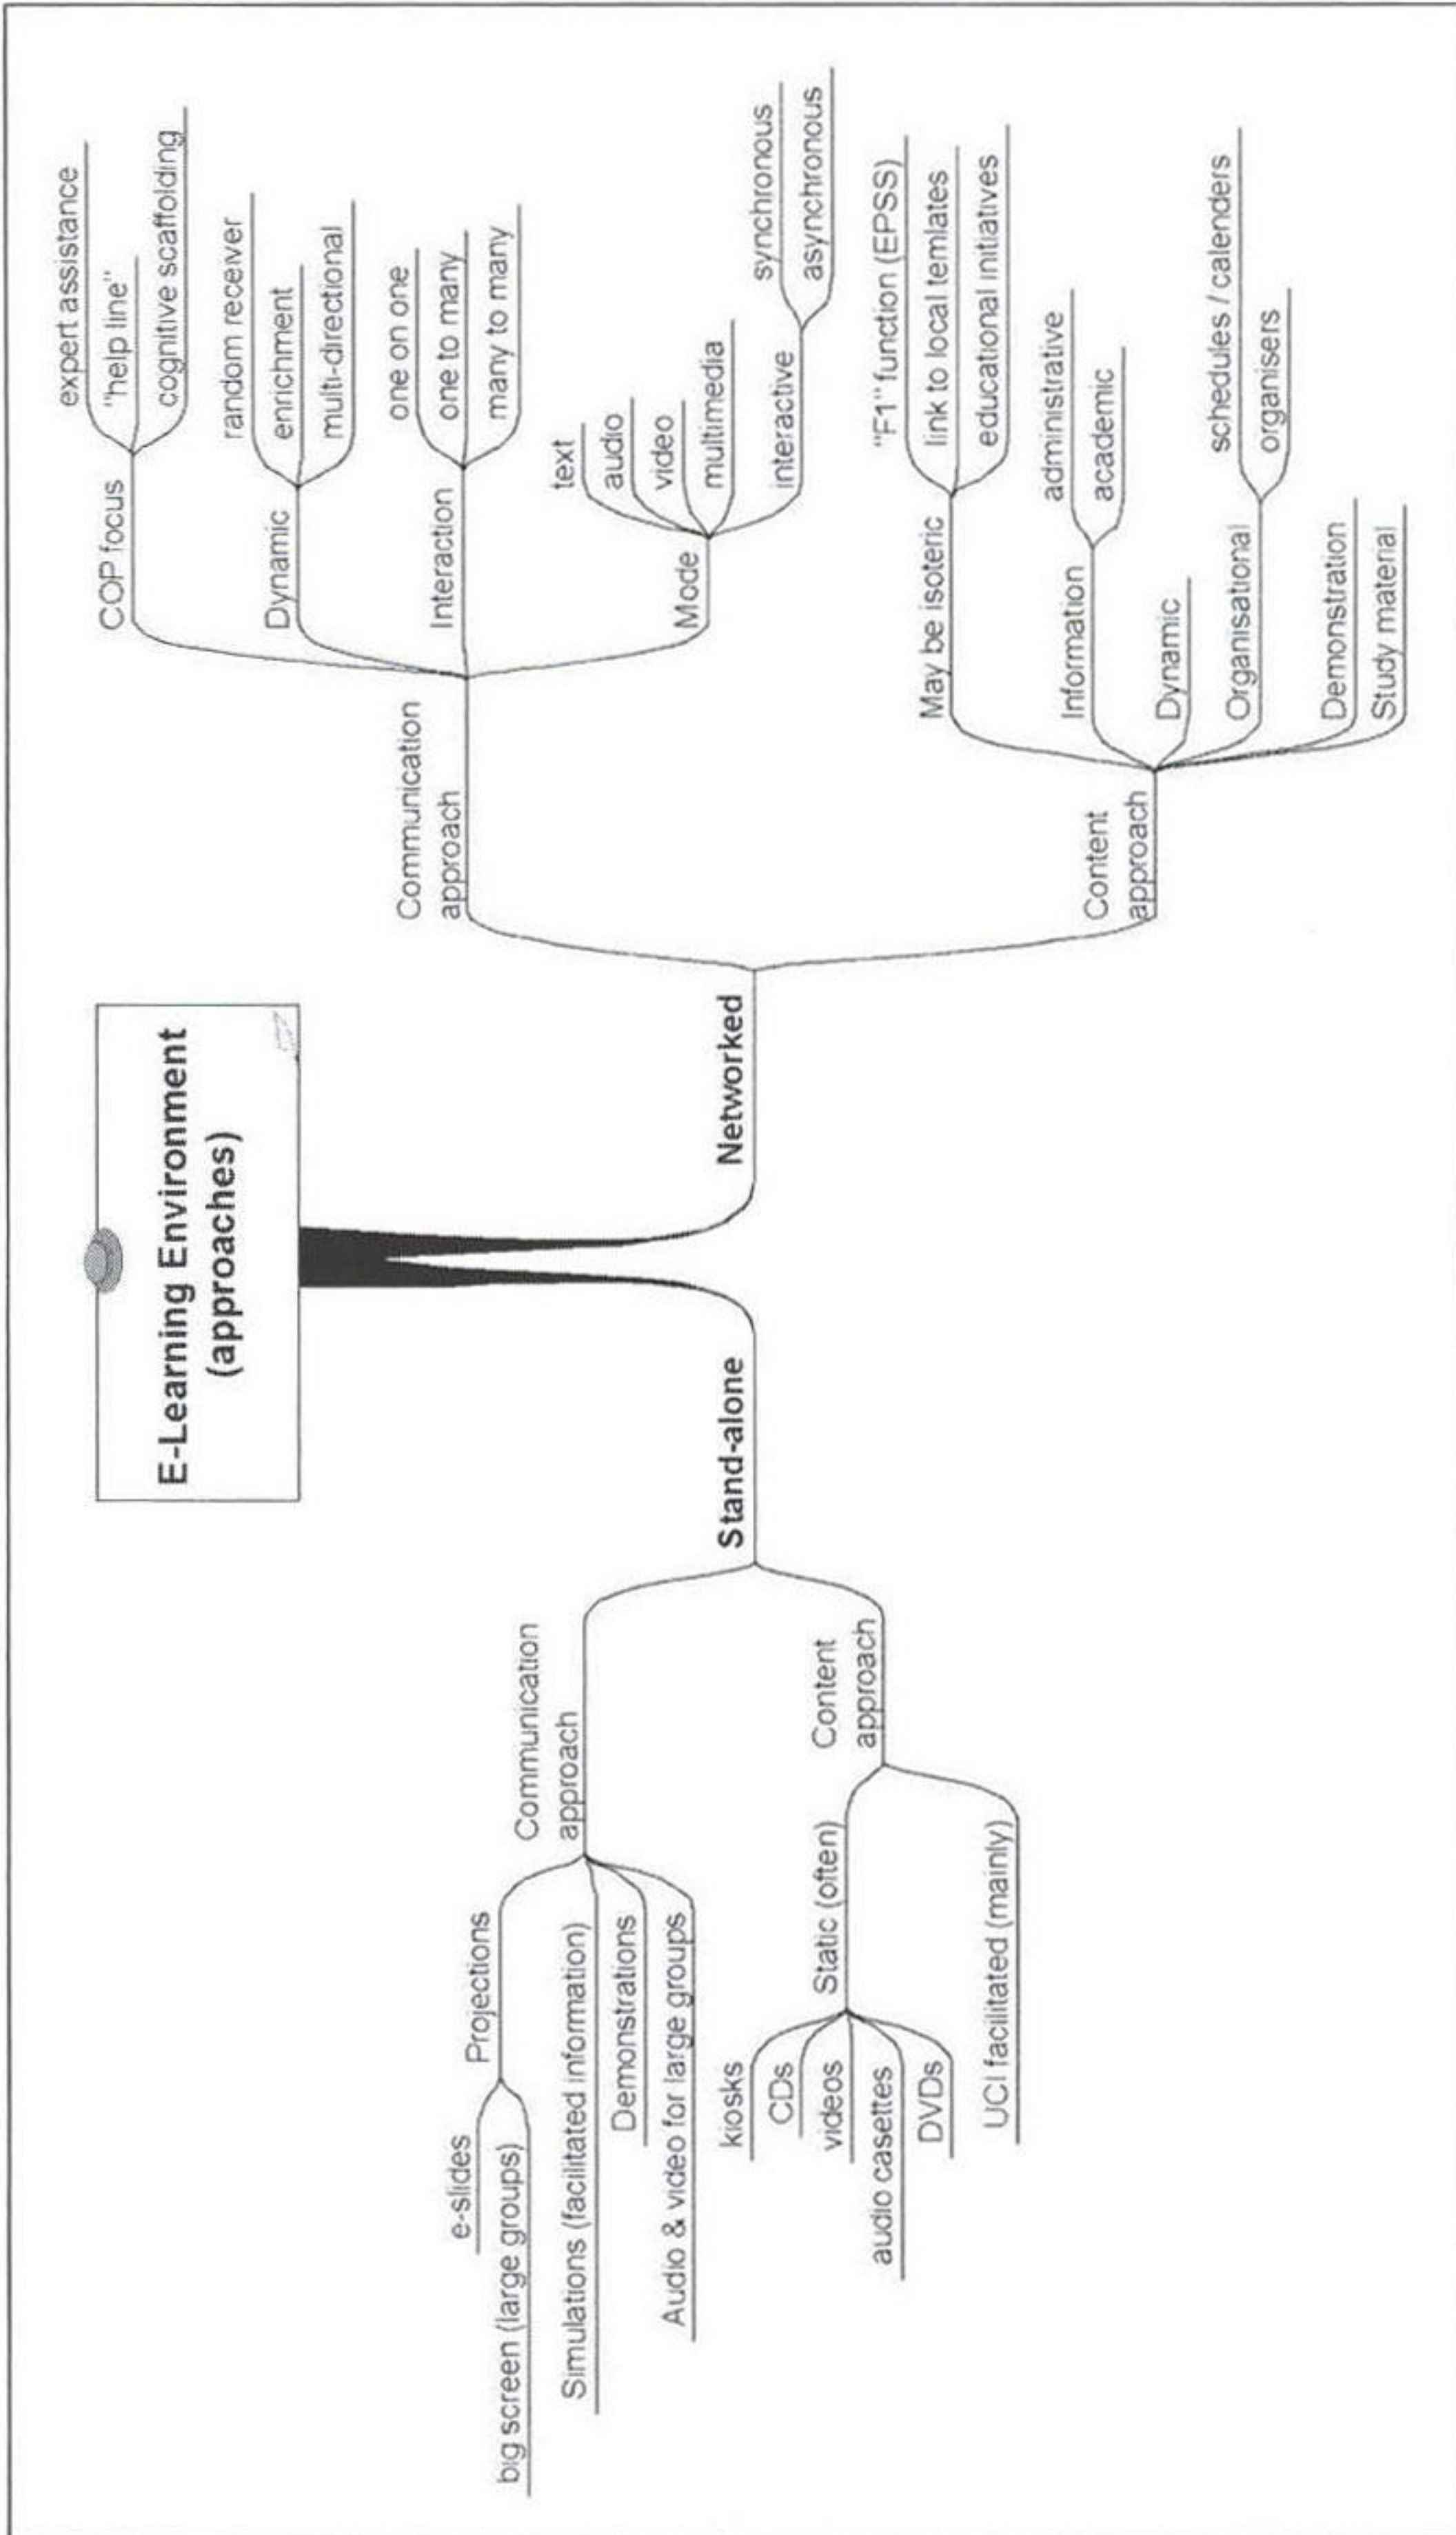 E-Learning Environment
(approaches)
Stand-alone
Communication
approach
Projections
e-slides
big screen (large groups)
Simulations (facilitated information)
Demonstrations
Audio & video for large groups
Content
approach
Static (often)
kiosks
CDs
videos
audio casettes
DVDs
UCI facilitated (mainly)
Networked
Communication
approach
COP focus
expert assistance
"help line"
cognitive scaffolding
Dynamic
random receiver
enrichment
multi-directional
Interaction
one on one
one to many
many to many
Mode
text
audio
video
multimedia
interactive
synchronous
asynchronous
Content
approach
May be isoteric
"F1" function (EPSS)
link to local temlates
educational initiatives
Information
administrative
academic
Dynamic
Organisational
schedules / calenders
organisers
Demonstration
Study material